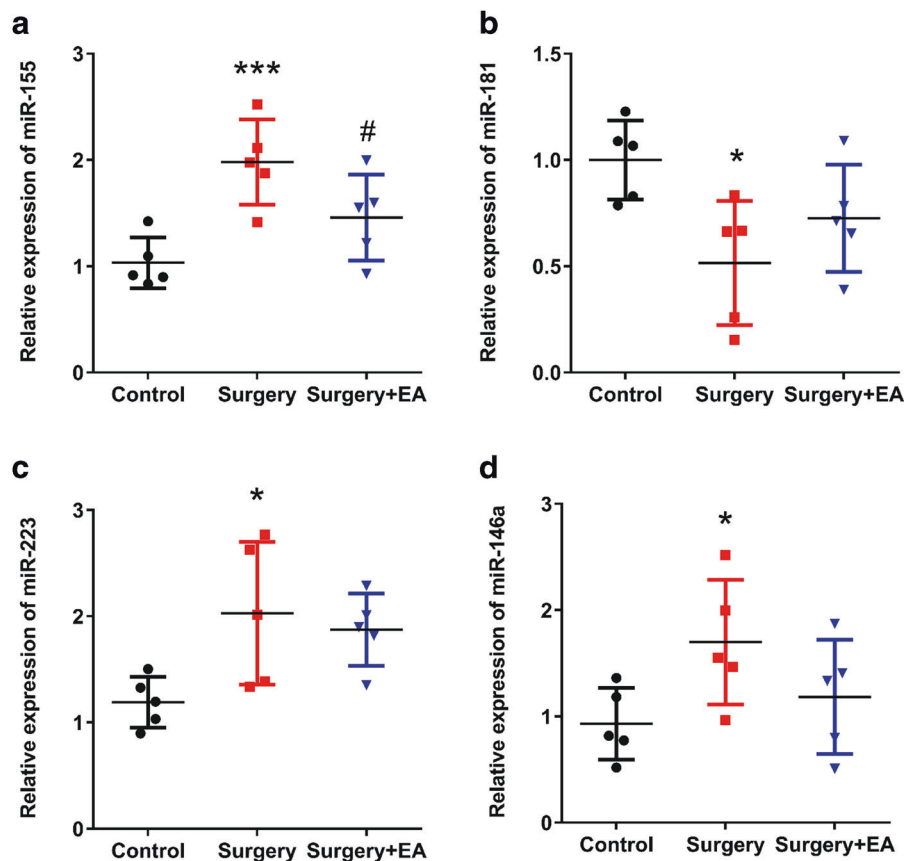 a
Relative expression of miR-155
3
2
1
0
***
#
Control
Surgery
Surgery+EA
b
Relative expression of miR-181
1.5
1.0
0.5
0.0
*
Control
Surgery
Surgery+EA
c
Relative expression of miR-223
3
2
1
0
*
Control
Surgery
Surgery+EA
d
Relative expression of miR-146a
3
2
1
0
*
Control
Surgery
Surgery+EA